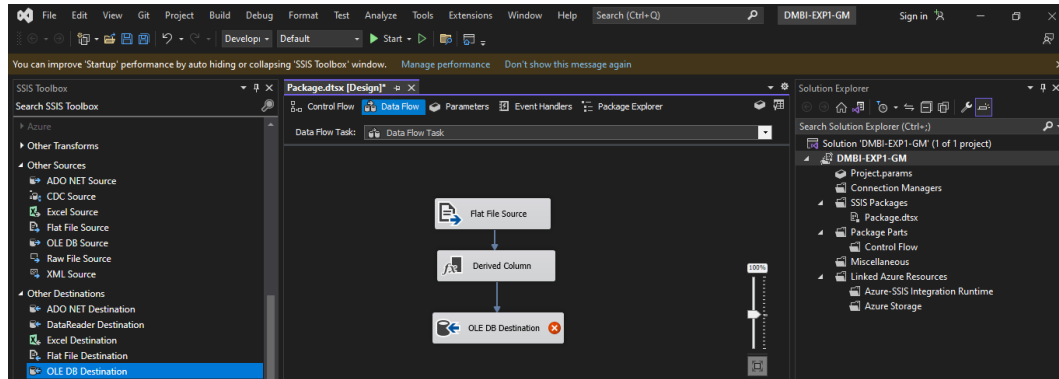 File Edit View Git Project Build Debug Format Test Analyze Tools Extensions Window Help Search (Ctrl+Q) DMBI-EXP1-GM Sign in
Developi Default Start
You can improve 'Startup' performance by auto hiding or collapsing 'SSIS Toolbox' window. Manage performance Don't show this message again
SSIS Toolbox
Search SSIS Toolbox
Azure
Other Transforms
Other Sources
ADO NET Source
CDC Source
Excel Source
Flat File Source
OLE DB Source
Raw File Source
XML Source
Other Destinations
ADO NET Destination
DataReader Destination
Excel Destination
Flat File Destination
OLE DB Destination
Package.dtsx [Design]*
Control Flow Data Flow Parameters Event Handlers Package Explorer
Data Flow Task: Data Flow Task
Flat File Source
fx Derived Column
OLE DB Destination
100%
Solution Explorer
Search Solution Explorer (Ctrl+;)
Solution 'DMBI-EXP1-GM' (1 of 1 project)
DMBI-EXP1-GM
Project.params
Connection Managers
SSIS Packages
Package.dtsx
Package Parts
Control Flow
Miscellaneous
Linked Azure Resources
Azure-SSIS Integration Runtime
Azure Storage